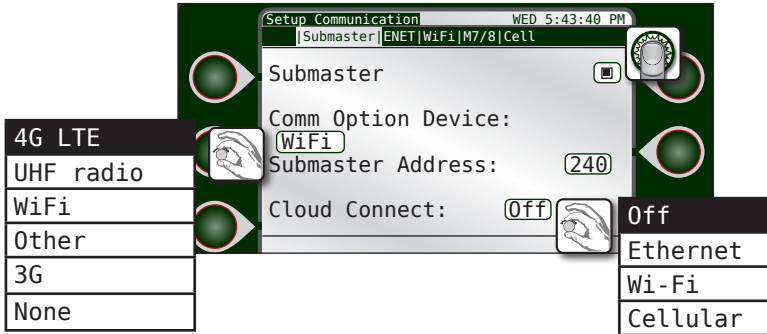 Setup Communication WED 5:43:40 PM
|Submaster|ENET|WiFi|M7/8|Cell
Submaster
Comm Option Device:
WiFi
Submaster Address: 240
Cloud Connect: Off
4G LTE
UHF radio
WiFi
Other
3G
None
Off
Ethernet
Wi-Fi
Cellular